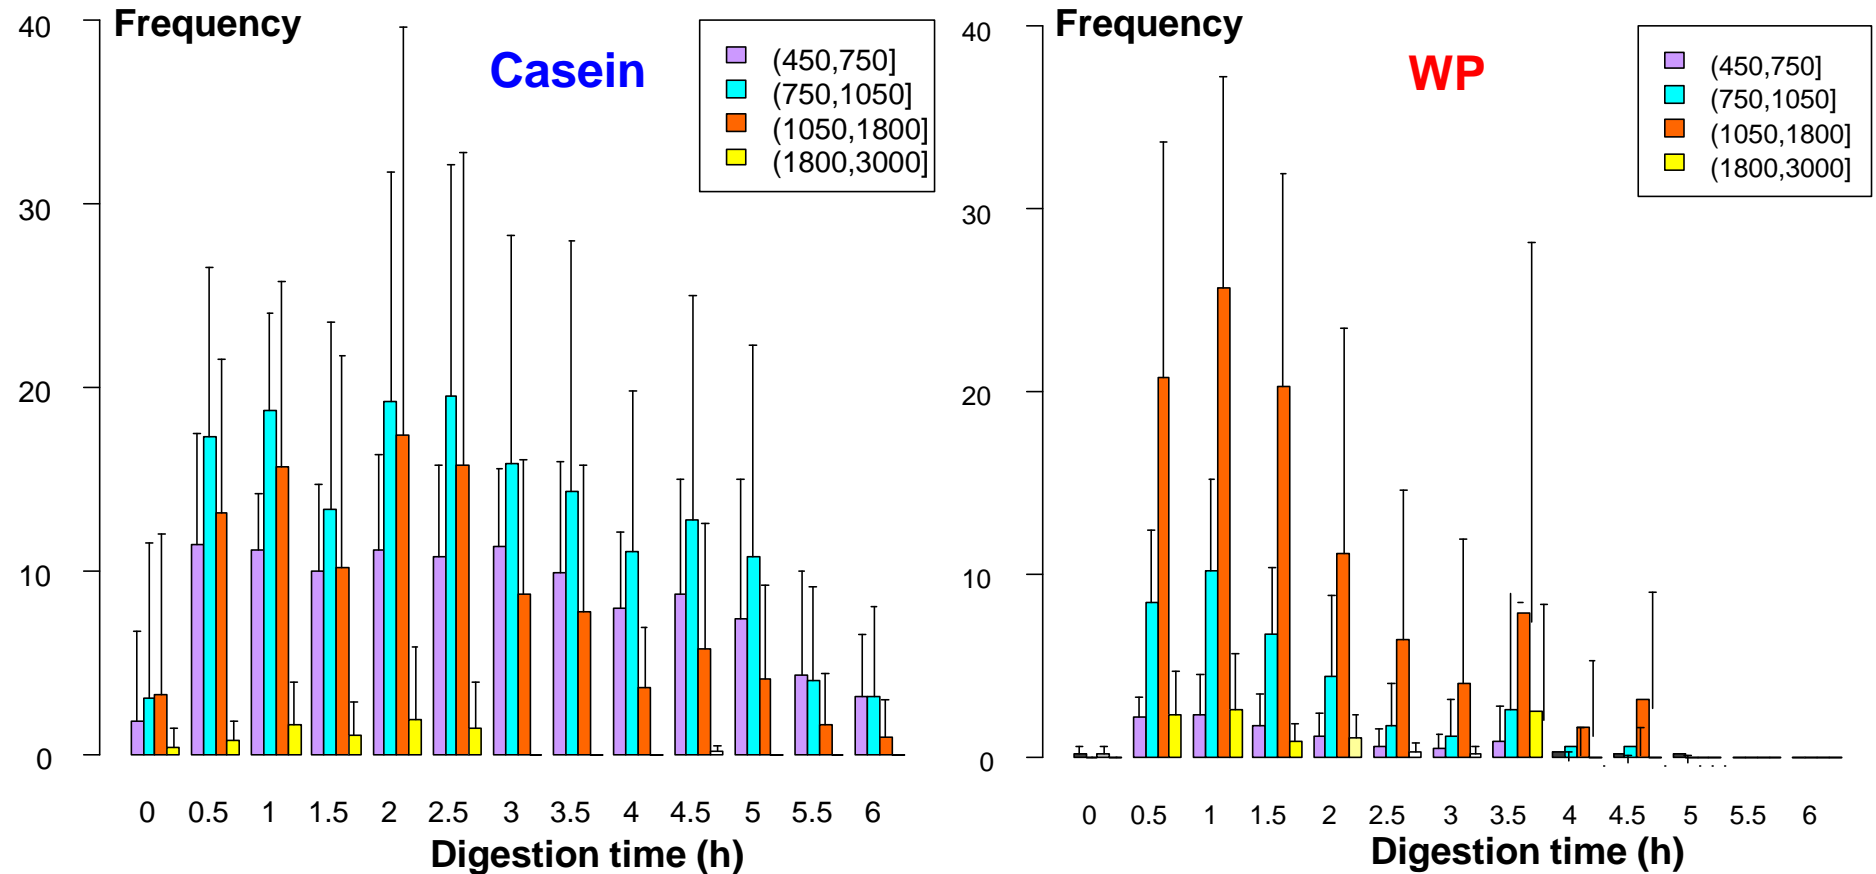 Frequency
Casein
(450,750]
(750,1050]
(1050,1800]
(1800,3000]
40
30
20
10
0
0 0.5 1 1.5 2 2.5 3 3.5 4 4.5 5 5.5 6
Digestion time (h)
Frequency
WP
(450,750]
(750,1050]
(1050,1800]
(1800,3000]
40
30
20
10
0
0 0.5 1 1.5 2 2.5 3 3.5 4 4.5 5 5.5 6
Digestion time (h)